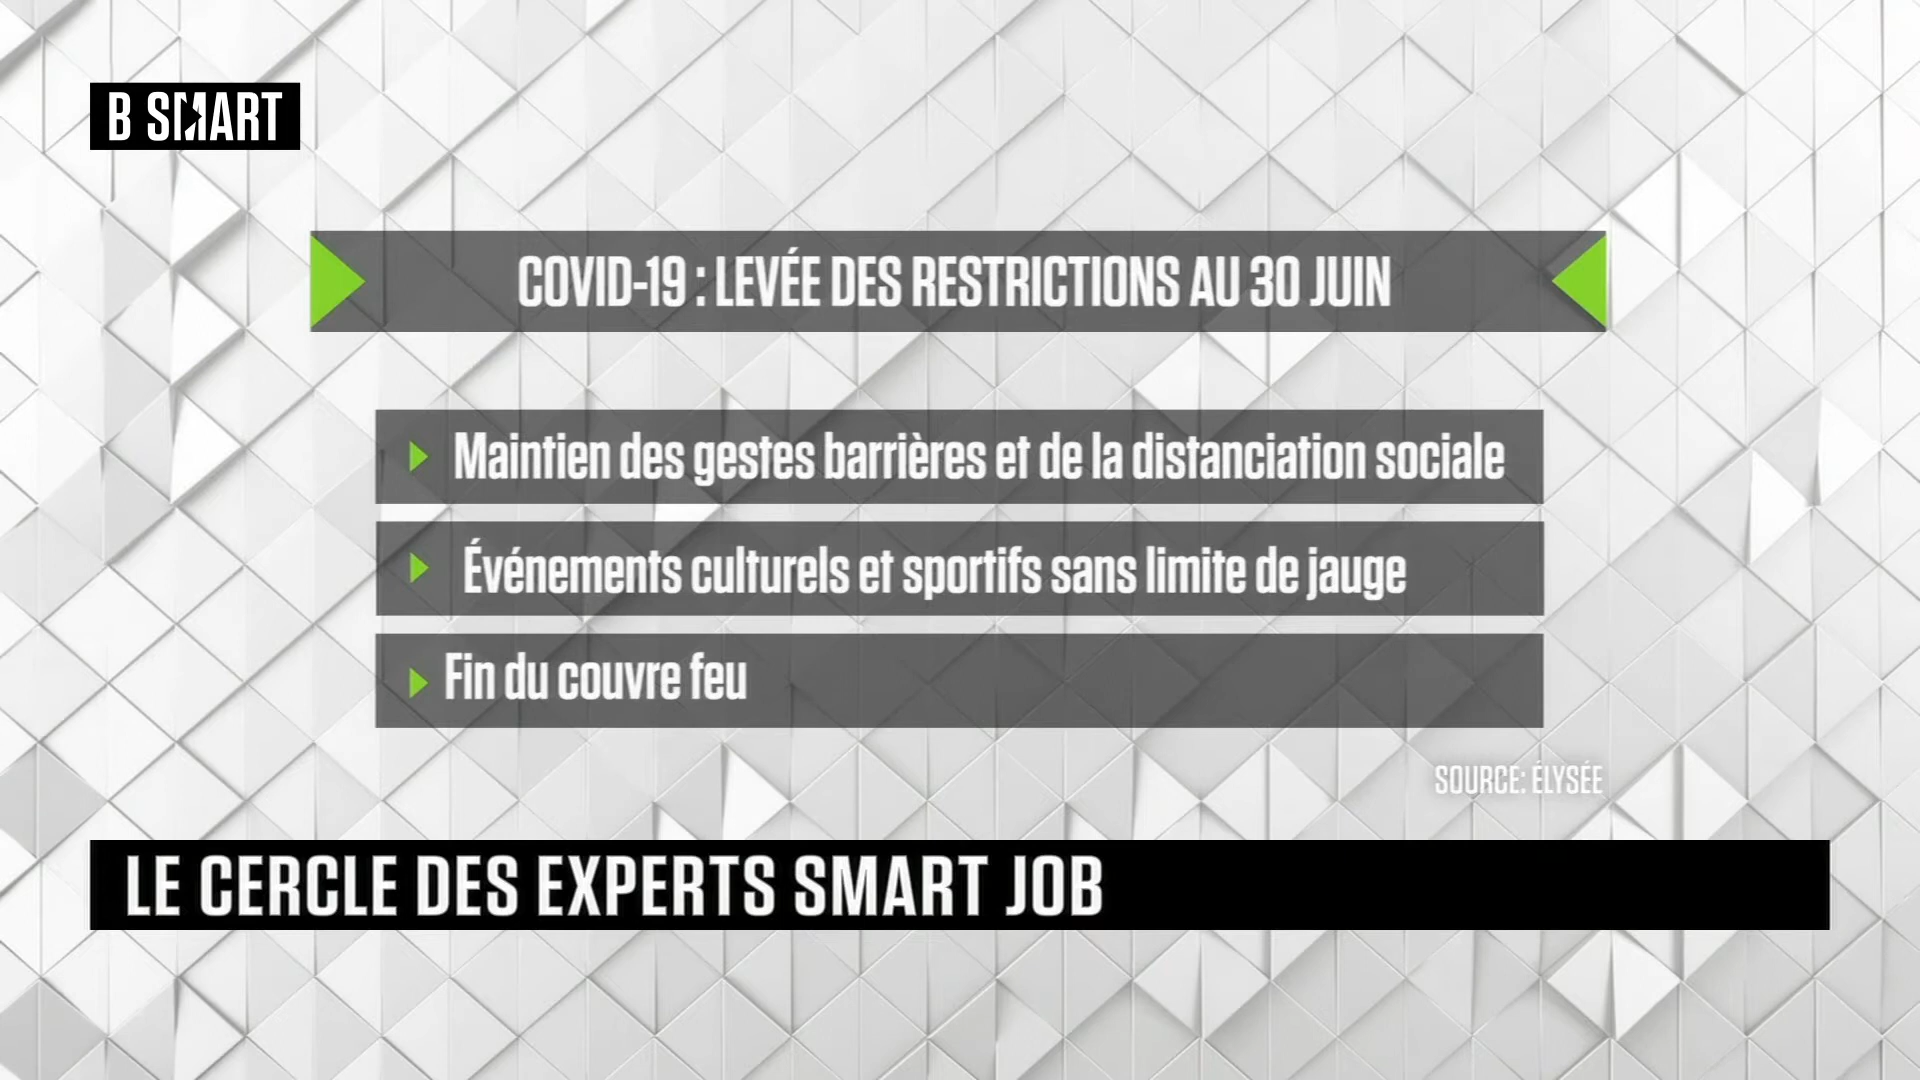 B SMART
COVID-19 : LEVÉE DES RESTRICTIONS AU 30 JUIN
Maintien des gestes barrières et de la distanciation sociale
Événements culturels et sportifs sans limite de jauge
Fin du couvre feu
SOURCE: ÉLYSÉE
LE CERCLE DES EXPERTS SMART JOB